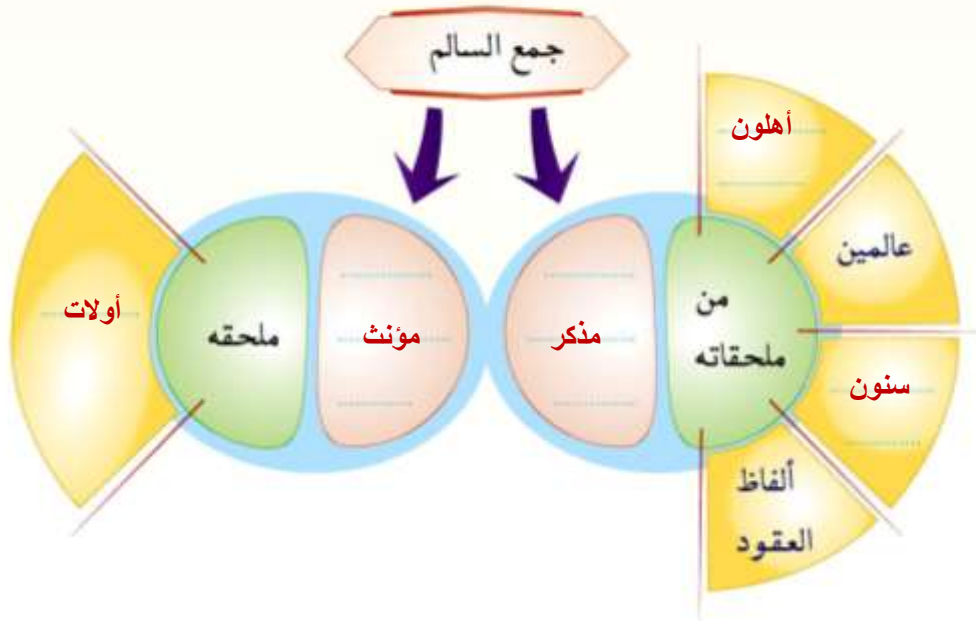 جمع السالم
أهلون
عالمين
من
ملحقاته
مذكر
مؤنث
ملحقه
أولات
سنون
ألفاظ
العقود